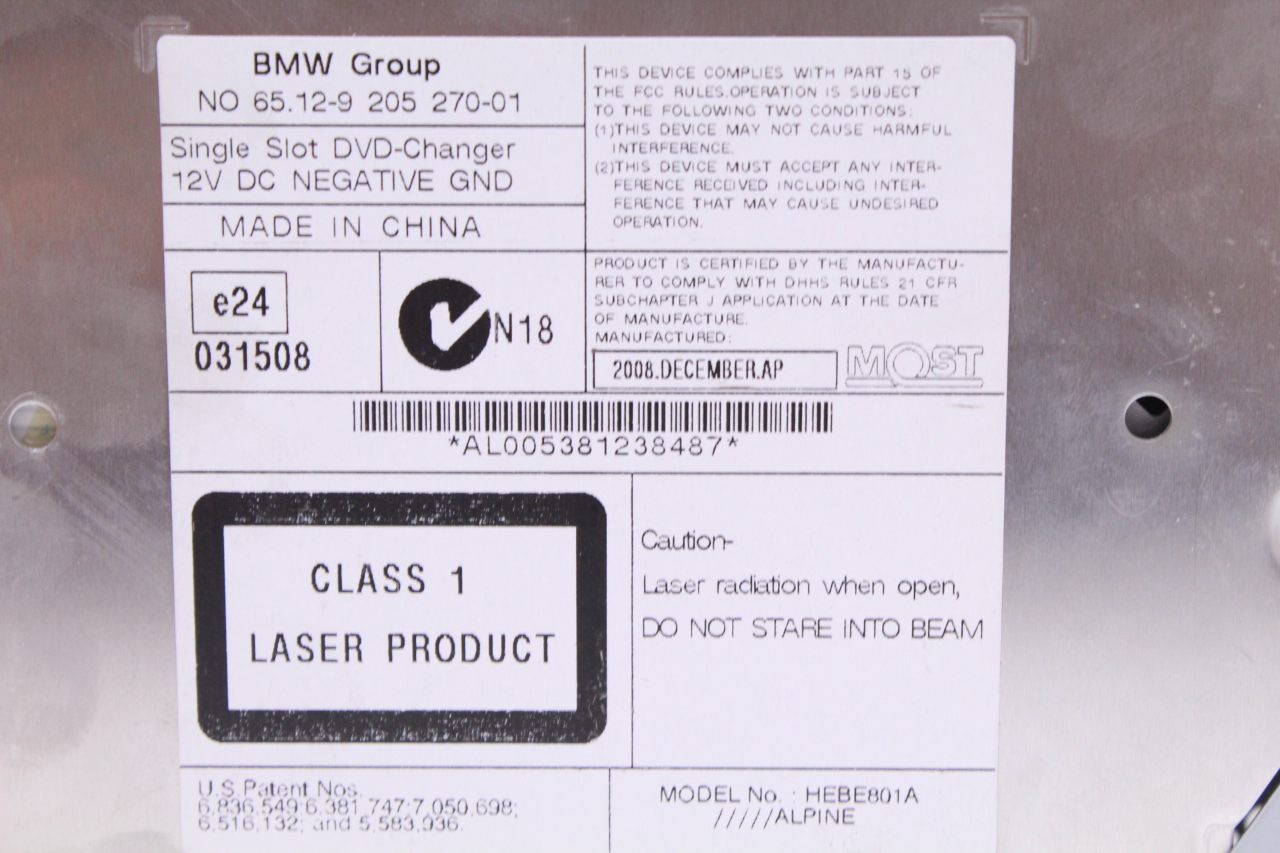 BMW Group
NO 65.12-9 205 270-01
Single Slot DVD-Changer
12V DC NEGATIVE GND
MADE IN CHINA
THIS DEVICE COMPLIES WITH PART 15 OF
THE FCC RULES.OPERATION IS SUBJECT
TO THE FOLLOWING TWO CONDITIONS:
(1)THIS DEVICE MAY NOT CAUSE HARMFUL
INTERFERENCE.
(2)THIS DEVICE MUST ACCEPT ANY INTER-
FERENCE RECEIVED INCLUDING INTER-
FERENCE THAT MAY CAUSE UNDESIRED
OPERATION.
e24
031508
N18
PRODUCT IS CERTIFIED BY THE MANUFACTU-
RER TO COMPLY WITH DHHS RULES 21 CFR
SUBCHAPTER J APPLICATION AT THE DATE
OF MANUFACTURE.
MANUFACTURED:
2008.DECEMBER.AP
MOST
*AL005381238487*
CLASS 1
LASER PRODUCT
Caution-
Laser radiation when open,
DO NOT STARE INTO BEAM
U.S.Patent Nos.
6,836,549;6,381,747;7,050,698;
6,516,132; and 5,583,936.
MODEL No. : HEBE801A
/////ALPINE